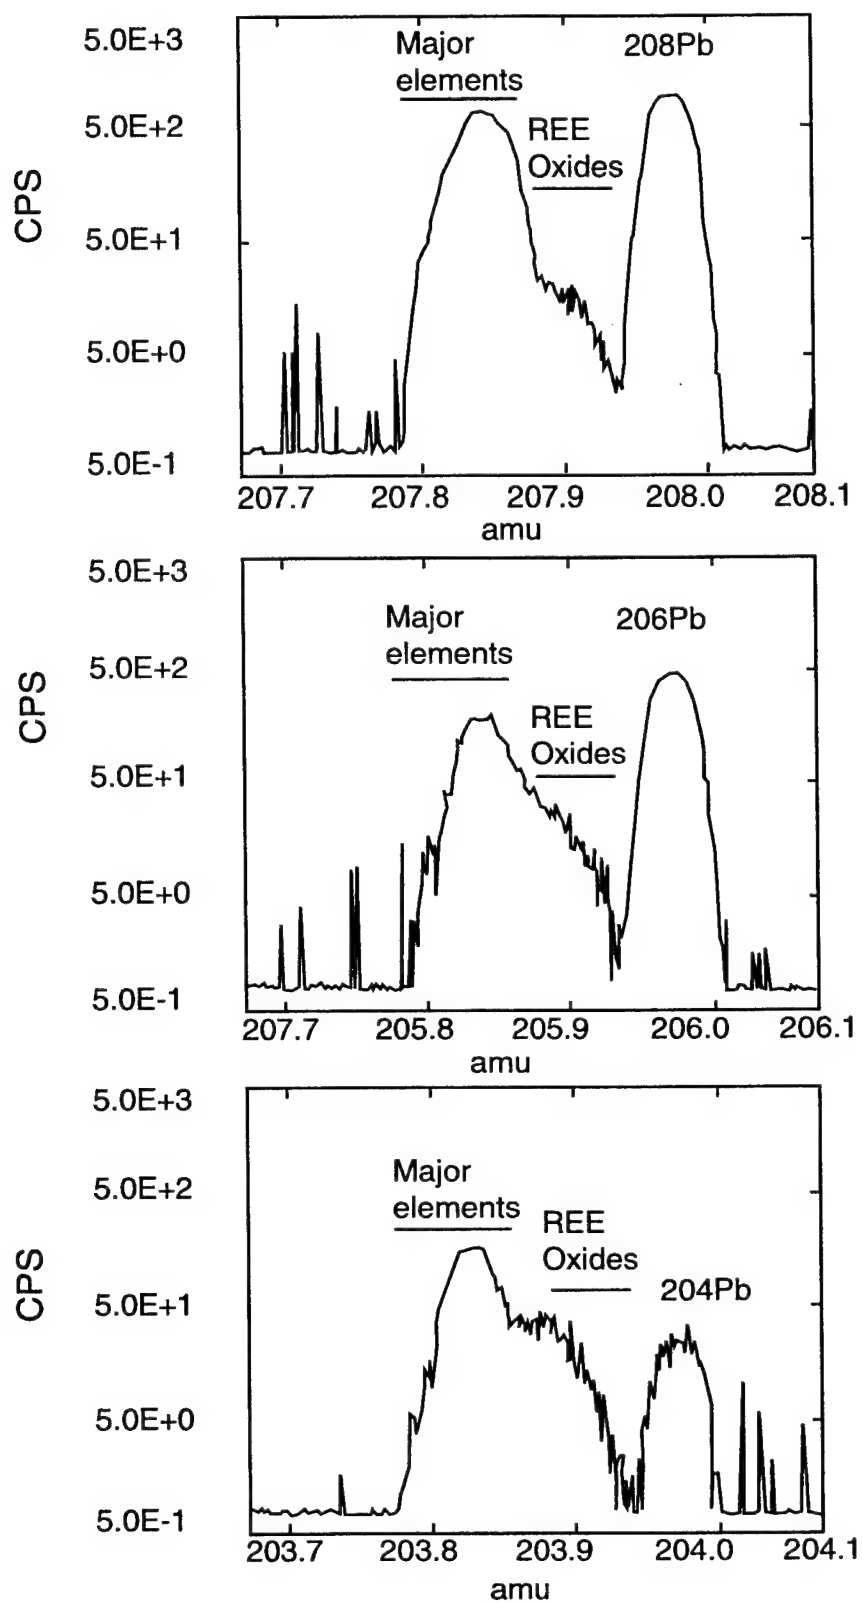 5.0E+3
Major
elements
208Pb
5.0E+2
REE
Oxides
CPS
5.0E+1
5.0E+0
5.0E-1
207.7 207.8 207.9 208.0 208.1
amu
5.0E+3
Major
elements
206Pb
5.0E+2
REE
Oxides
CPS
5.0E+1
5.0E+0
5.0E-1
207.7 205.8 205.9 206.0 206.1
amu
5.0E+3
Major
elements
5.0E+2
REE
Oxides
CPS
204Pb
5.0E+1
5.0E+0
5.0E-1
203.7 203.8 203.9 204.0 204.1
amu